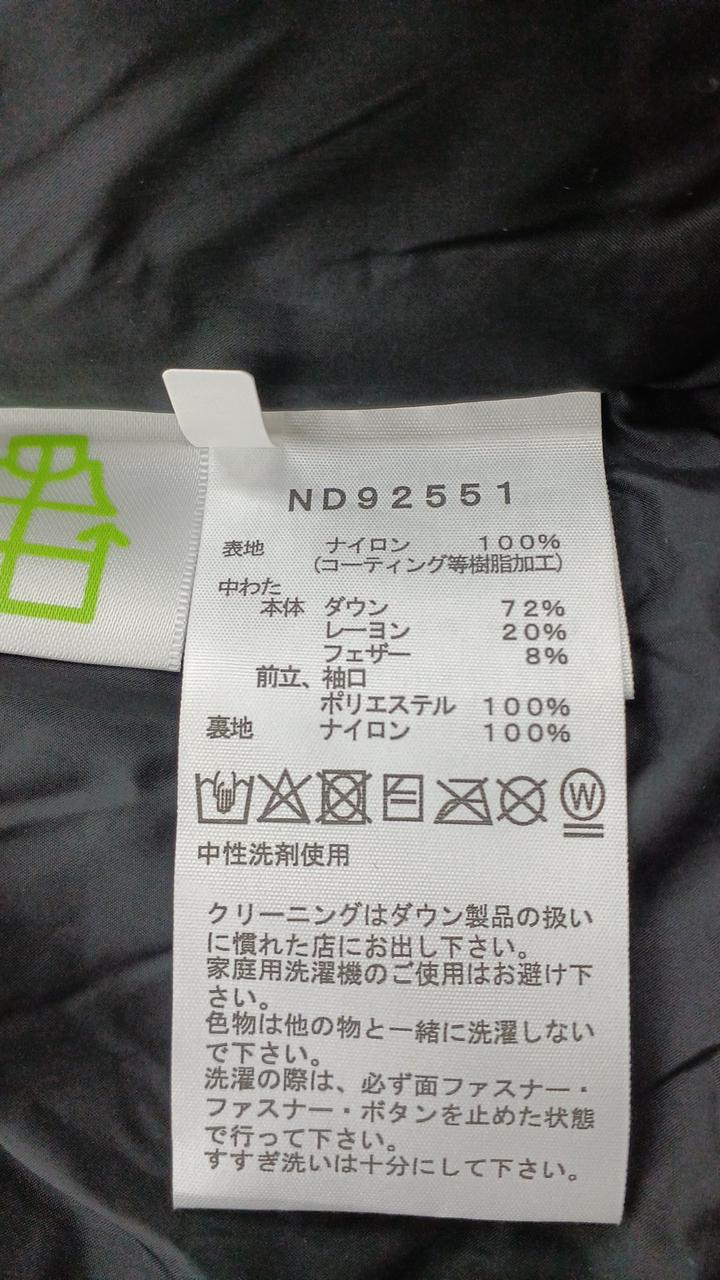 ND92551
表地 ナイロン 100%
(コーティング等樹脂加工)
中わた
本体 ダウン 72%
レーヨン 20%
フェザー 8%
前立、袖口
ポリエステル 100%
裏地 ナイロン 100%
W
中性洗剤使用
クリーニングはダウン製品の扱い
に慣れた店にお出し下さい。
家庭用洗濯機のご使用はお避け下
さい。
色物は他の物と一緒に洗濯しない
で下さい。
洗濯の際は、必ず面ファスナー・
ファスナー・ボタンを止めた状態
で行って下さい。
すすぎ洗いは十分にして下さい。